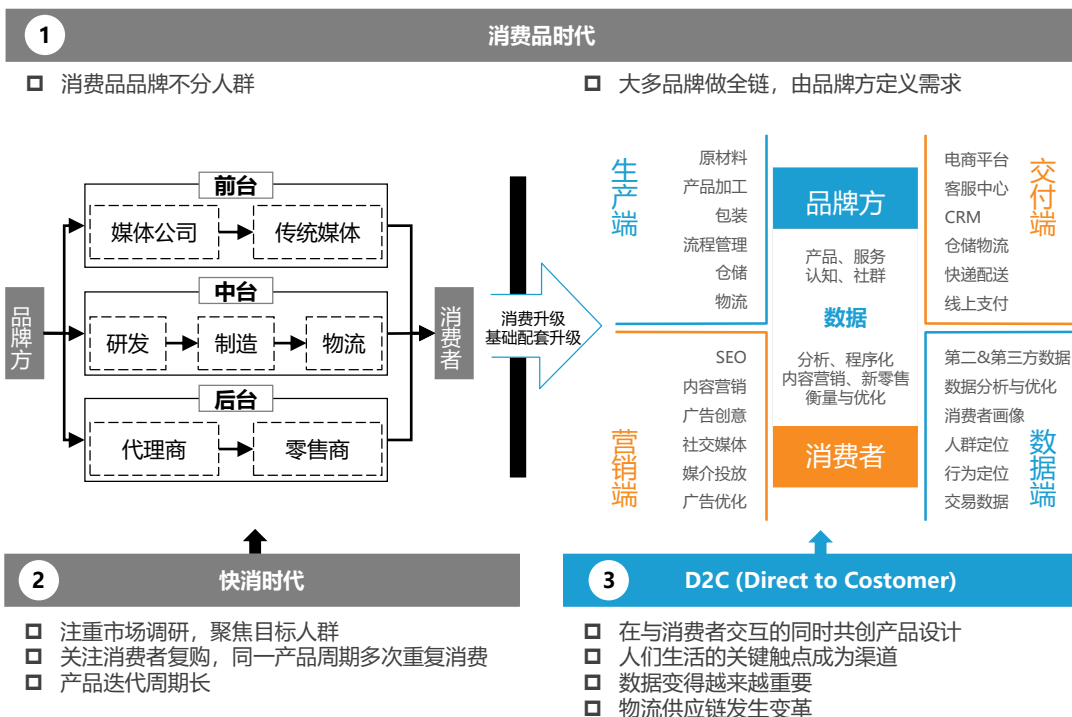 1
消费品时代
消费品品牌不分人群
大多品牌做全链，由品牌方定义需求
品牌方
前台
媒体公司
传统媒体
中台
研发
制造
物流
后台
代理商
零售商
消费者
消费升级
基础配套升级
生产端
原材料
产品加工
包装
流程管理
仓储
物流
品牌方
产品、服务
认知、社群
数据
分析、程序化
内容营销、新零售
衡量与优化
消费者
电商平台
客服中心
CRM
仓储物流
快递配送
线上支付
交付端
营销端
SEO
内容营销
广告创意
社交媒体
媒介投放
广告优化
第二&第三方数据
数据分析与优化
消费者画像
人群定位
行为定位
交易数据
数据端
2
快消时代
注重市场调研，聚焦目标人群
关注消费者复购，同一产品周期多次重复消费
产品迭代周期长
3
D2C (Direct to Costomer)
在与消费者交互的同时共创产品设计
人们生活的关键触点成为渠道
数据变得越来越重要
物流供应链发生变革